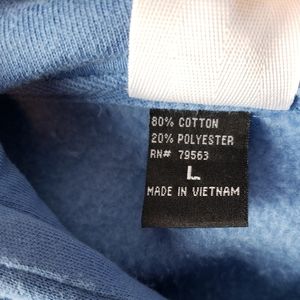 80% COTTON
20% POLYESTER
RN# 79563
L
MADE IN VIETNAM